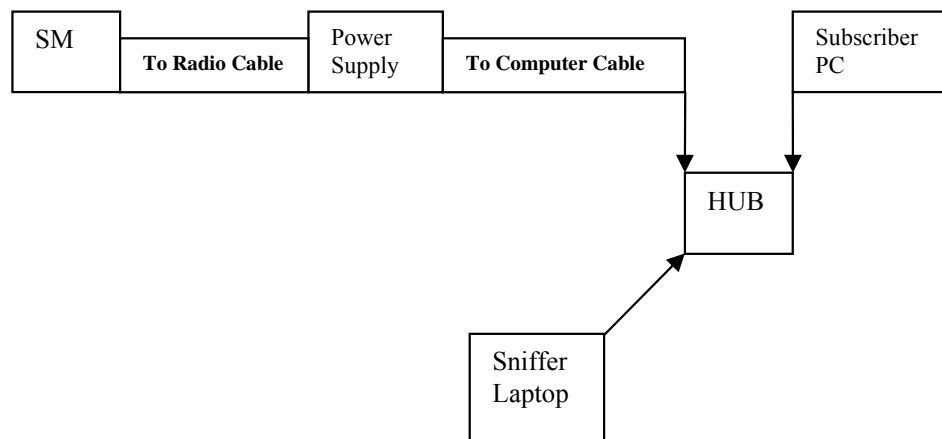 SM
To Radio Cable
Power
Supply
To Computer Cable
Subscriber
PC
HUB
Sniffer
Laptop